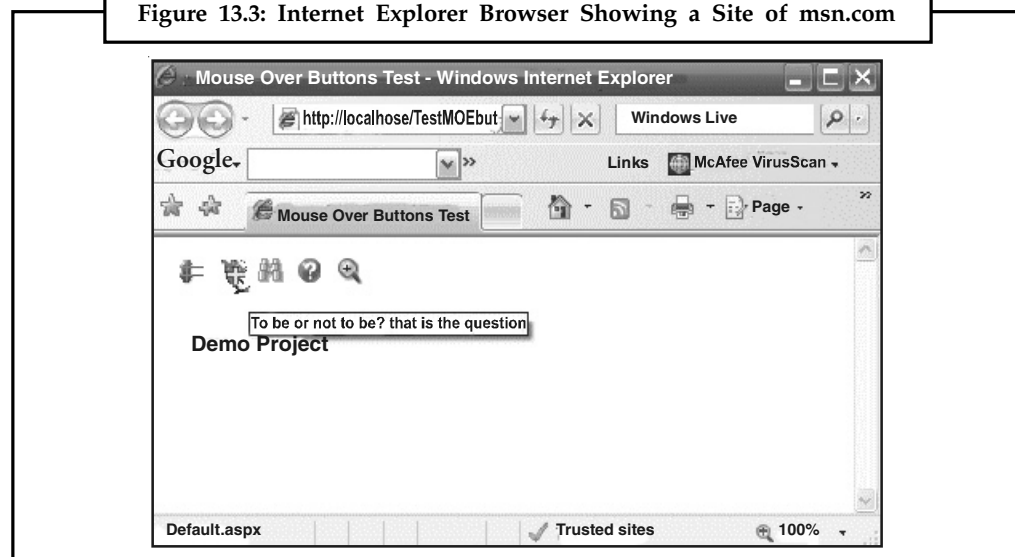 Figure 13.3: Internet Explorer Browser Showing a Site of msn.com
Mouse Over Buttons Test - Windows Internet Explorer
http://localhose/TestMOEbut
Windows Live
Google
Links McAfee VirusScan
Mouse Over Buttons Test
Page
To be or not to be? that is the question
Demo Project
Default.aspx
Trusted sites
100%